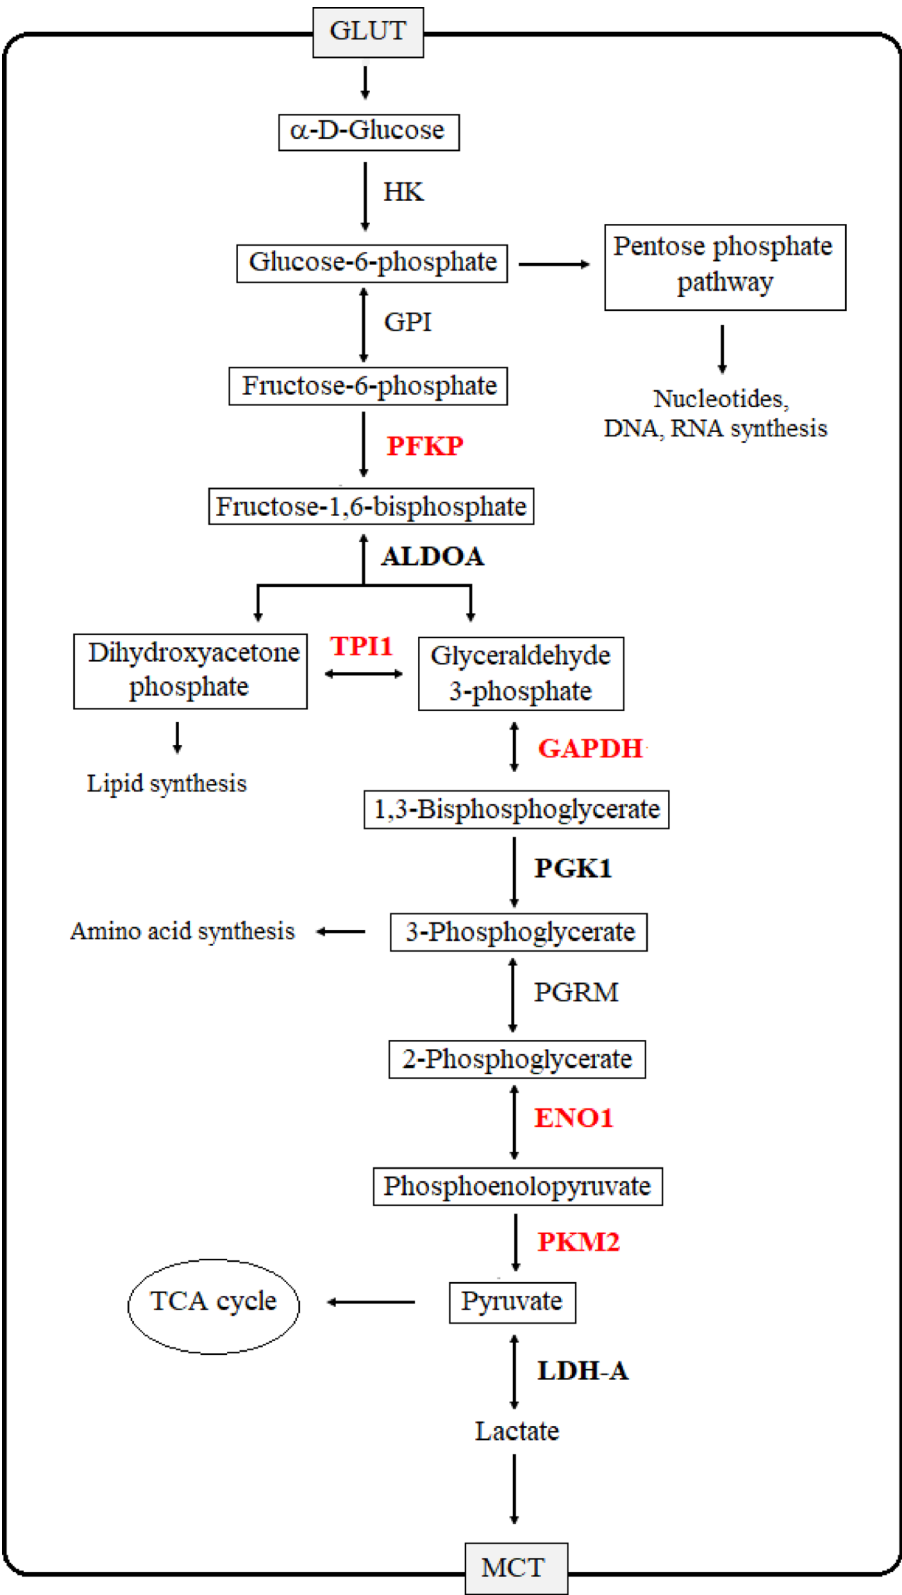 GLUT
α-D-Glucose
HK
Glucose-6-phosphate
Pentose phosphate
pathway
GPI
Fructose-6-phosphate
Nucleotides,
DNA, RNA synthesis
PFKP
Fructose-1,6-bisphosphate
ALDOA
Dihydroxyacetone
phosphate
TPI1
Glyceraldehyde
3-phosphate
GAPDH
Lipid synthesis
1,3-Bisphosphoglycerate
PGK1
Amino acid synthesis
3-Phosphoglycerate
PGRM
2-Phosphoglycerate
ENO1
Phosphoenolopyruvate
PKM2
TCA cycle
Pyruvate
LDH-A
Lactate
MCT